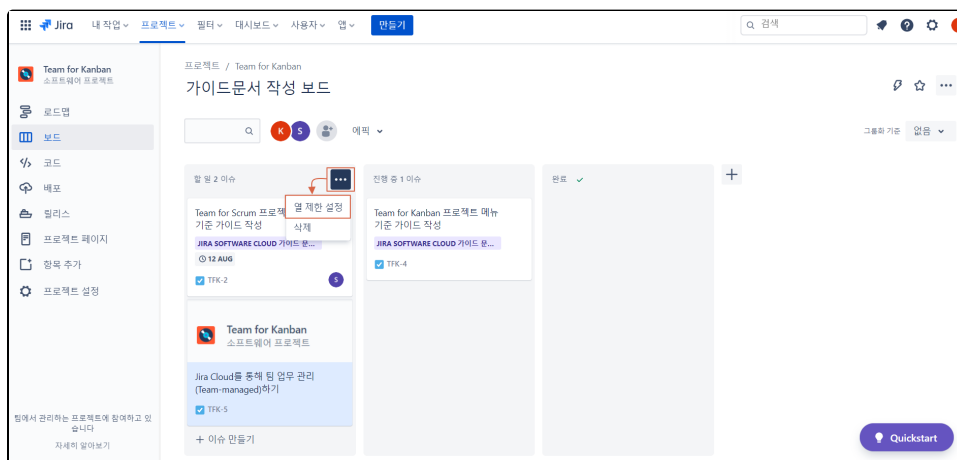 Jira 내 작업 프로젝트 필터 대시보드 사용자 앱 만들기 검색
Team for Kanban
소프트웨어 프로젝트
로드맵
보드
코드
배포
릴리스
프로젝트 페이지
항목 추가
프로젝트 설정
팀에서 관리하는 프로젝트에 참여하고 있
습니다
자세히 알아보기
프로젝트 / Team for Kanban
가이드문서 작성 보드
K S 에픽
그룹화 기준 없음
할 일 2 이슈
열 제한 설정
삭제
Team for Scrum 프로젝
기준 가이드 작성
JIRA SOFTWARE CLOUD 가이드 문...
12 AUG
TFK-2 S
Team for Kanban
소프트웨어 프로젝트
Jira Cloud를 통해 팀 업무 관리
(Team-managed)하기
TFK-5
+ 이슈 만들기
진행 중 1 이슈
Team for Kanban 프로젝트 메뉴
기준 가이드 작성
JIRA SOFTWARE CLOUD 가이드 문...
TFK-4
완료
Quickstart